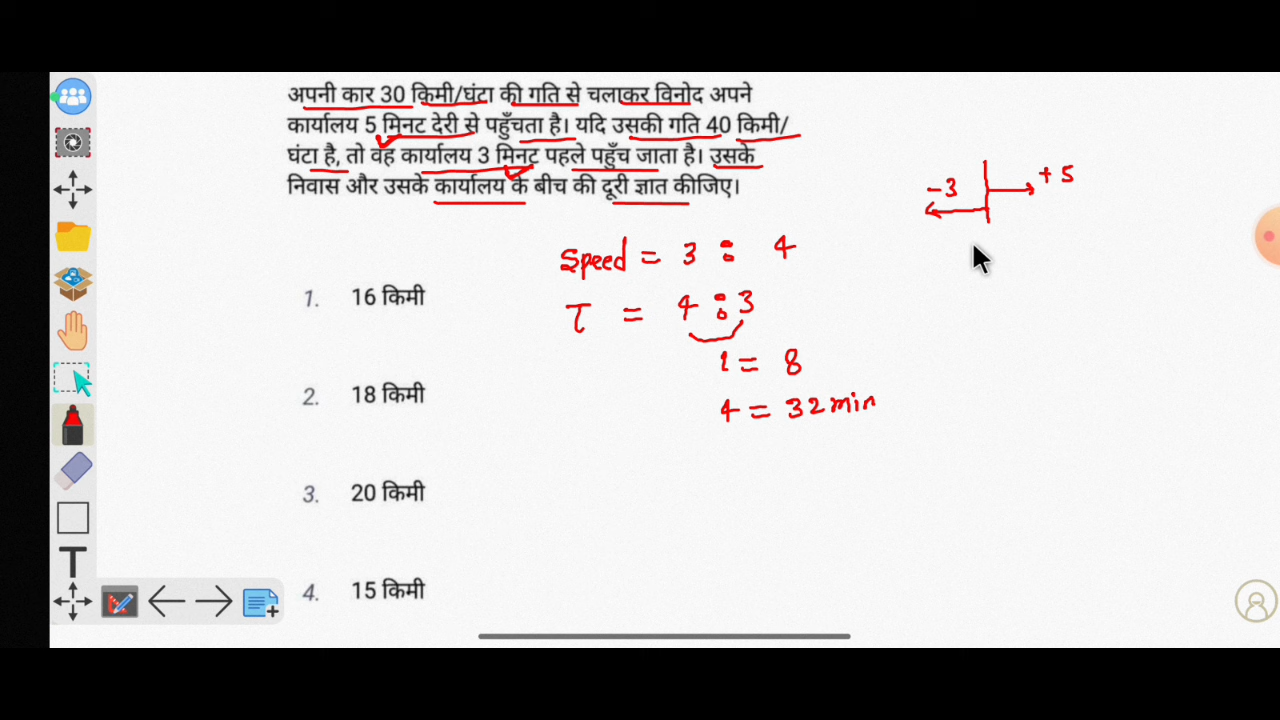 अपनी कार 30 किमी/घंटा की गति से चलाकर विनोद अपने
कार्यालय 5 मिनट देरी से पहुँचता है। यदि उसकी गति 40 किमी/
घंटा है, तो वह कार्यालय 3 मिनट पहले पहुँच जाता है। उसके
निवास और उसके कार्यालय के बीच की दूरी ज्ञात कीजिए।
-3 +5
Speed = 3 : 4
T = 4 : 3
1 = 8
4 = 32 min
1. 16 किमी
2. 18 किमी
3. 20 किमी
4. 15 किमी
T